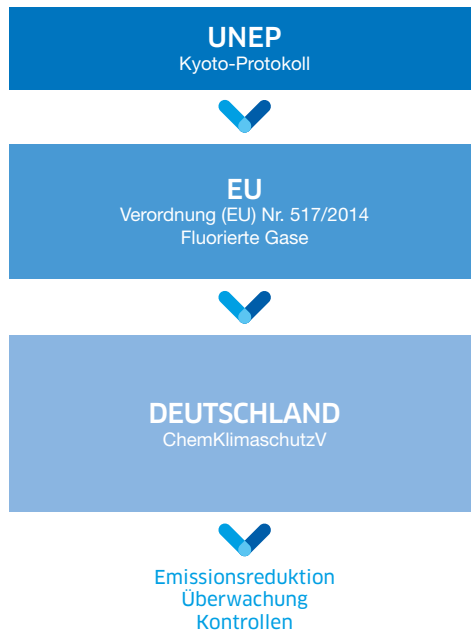 UNEP
Kyoto-Protokoll
EU
Verordnung (EU) Nr. 517/2014
Fluorierte Gase
DEUTSCHLAND
ChemKlimaschutzV
Emissionsreduktion
Überwachung
Kontrollen